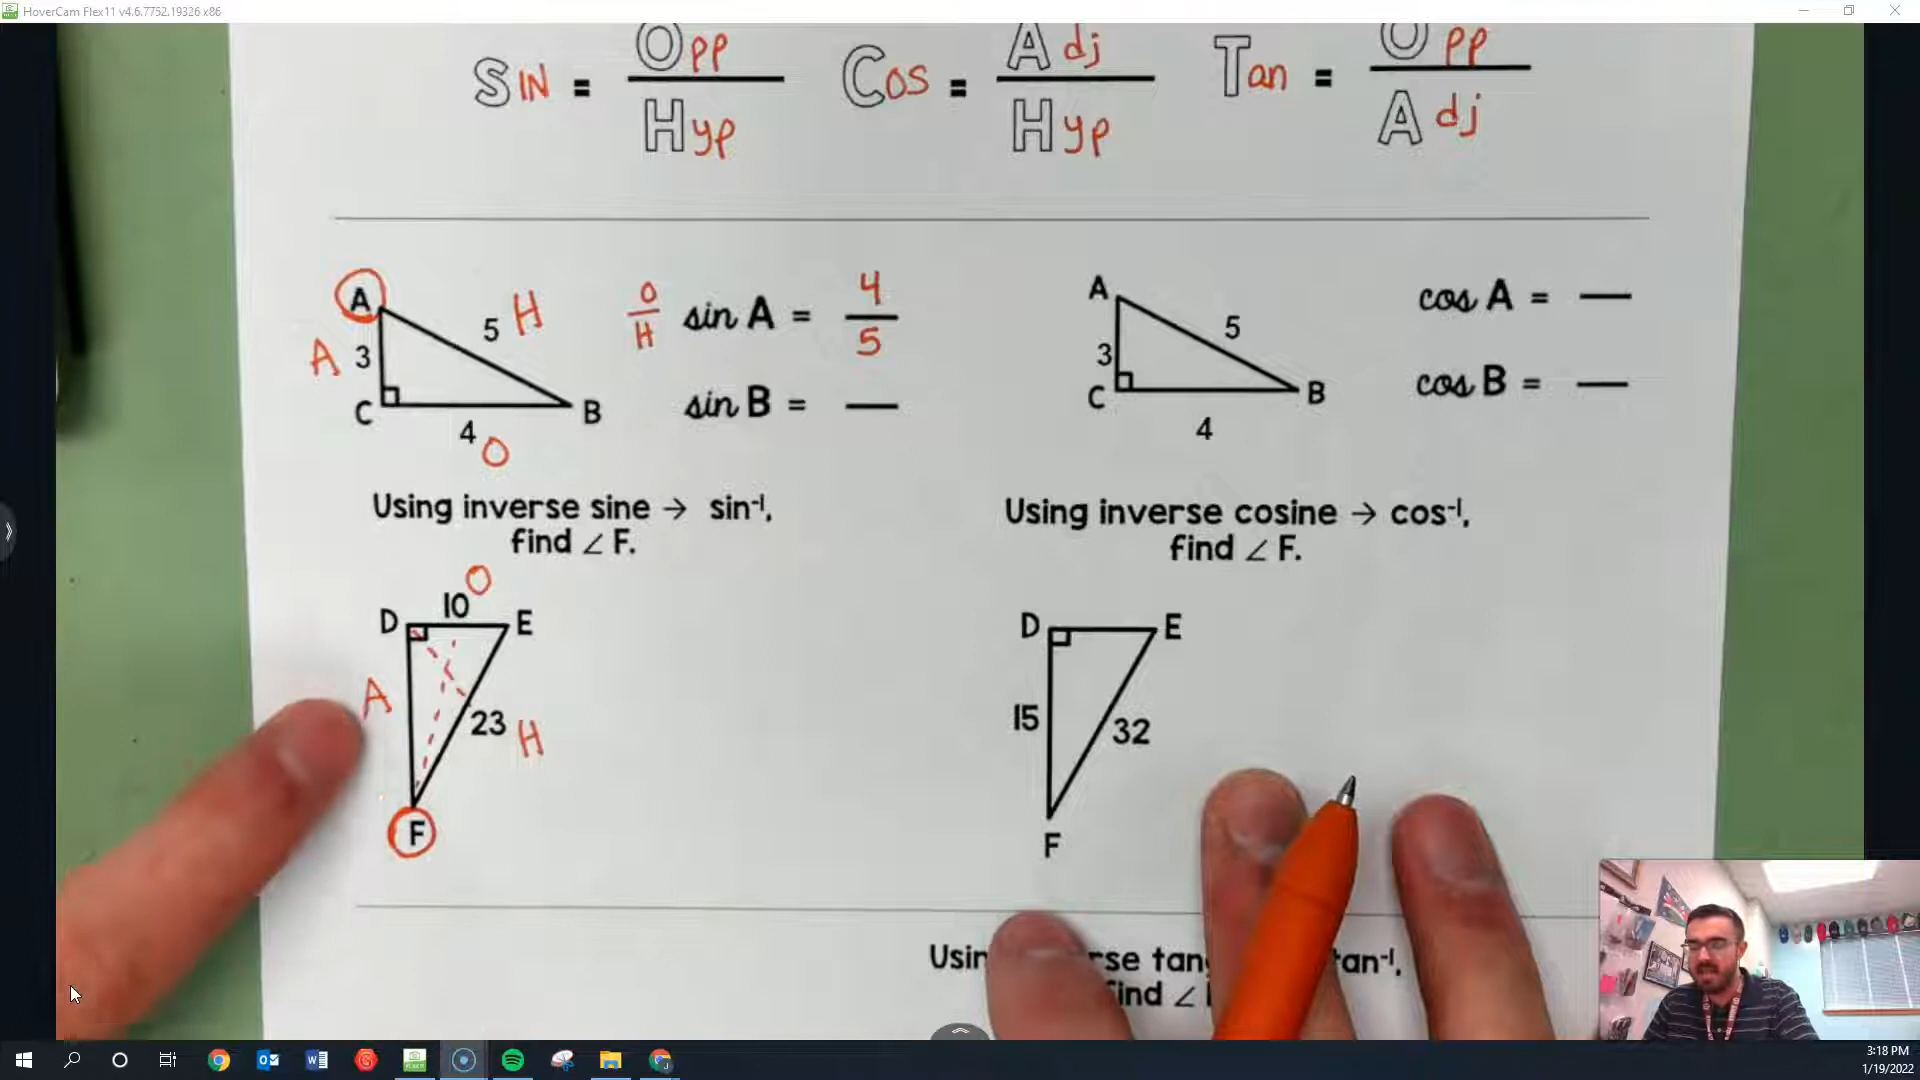 HoverCam Flex11 v4.6.7752.19326 x86
SIN = Opp / Hyp
Cos = Adj / Hyp
Tan = Opp / Adj
A
5 H
A 3
C
B
4 O
O / H sin A = 4 / 5
sin B = —
A
5
3
C
B
4
cos A = —
cos B = —
Using inverse sine → sin⁻¹,
find ∠ F.
Using inverse cosine → cos⁻¹,
find ∠ F.
O
10
D
E
A
23 H
F
D
E
15
32
F
tan⁻¹,
3:18 PM
1/19/2022